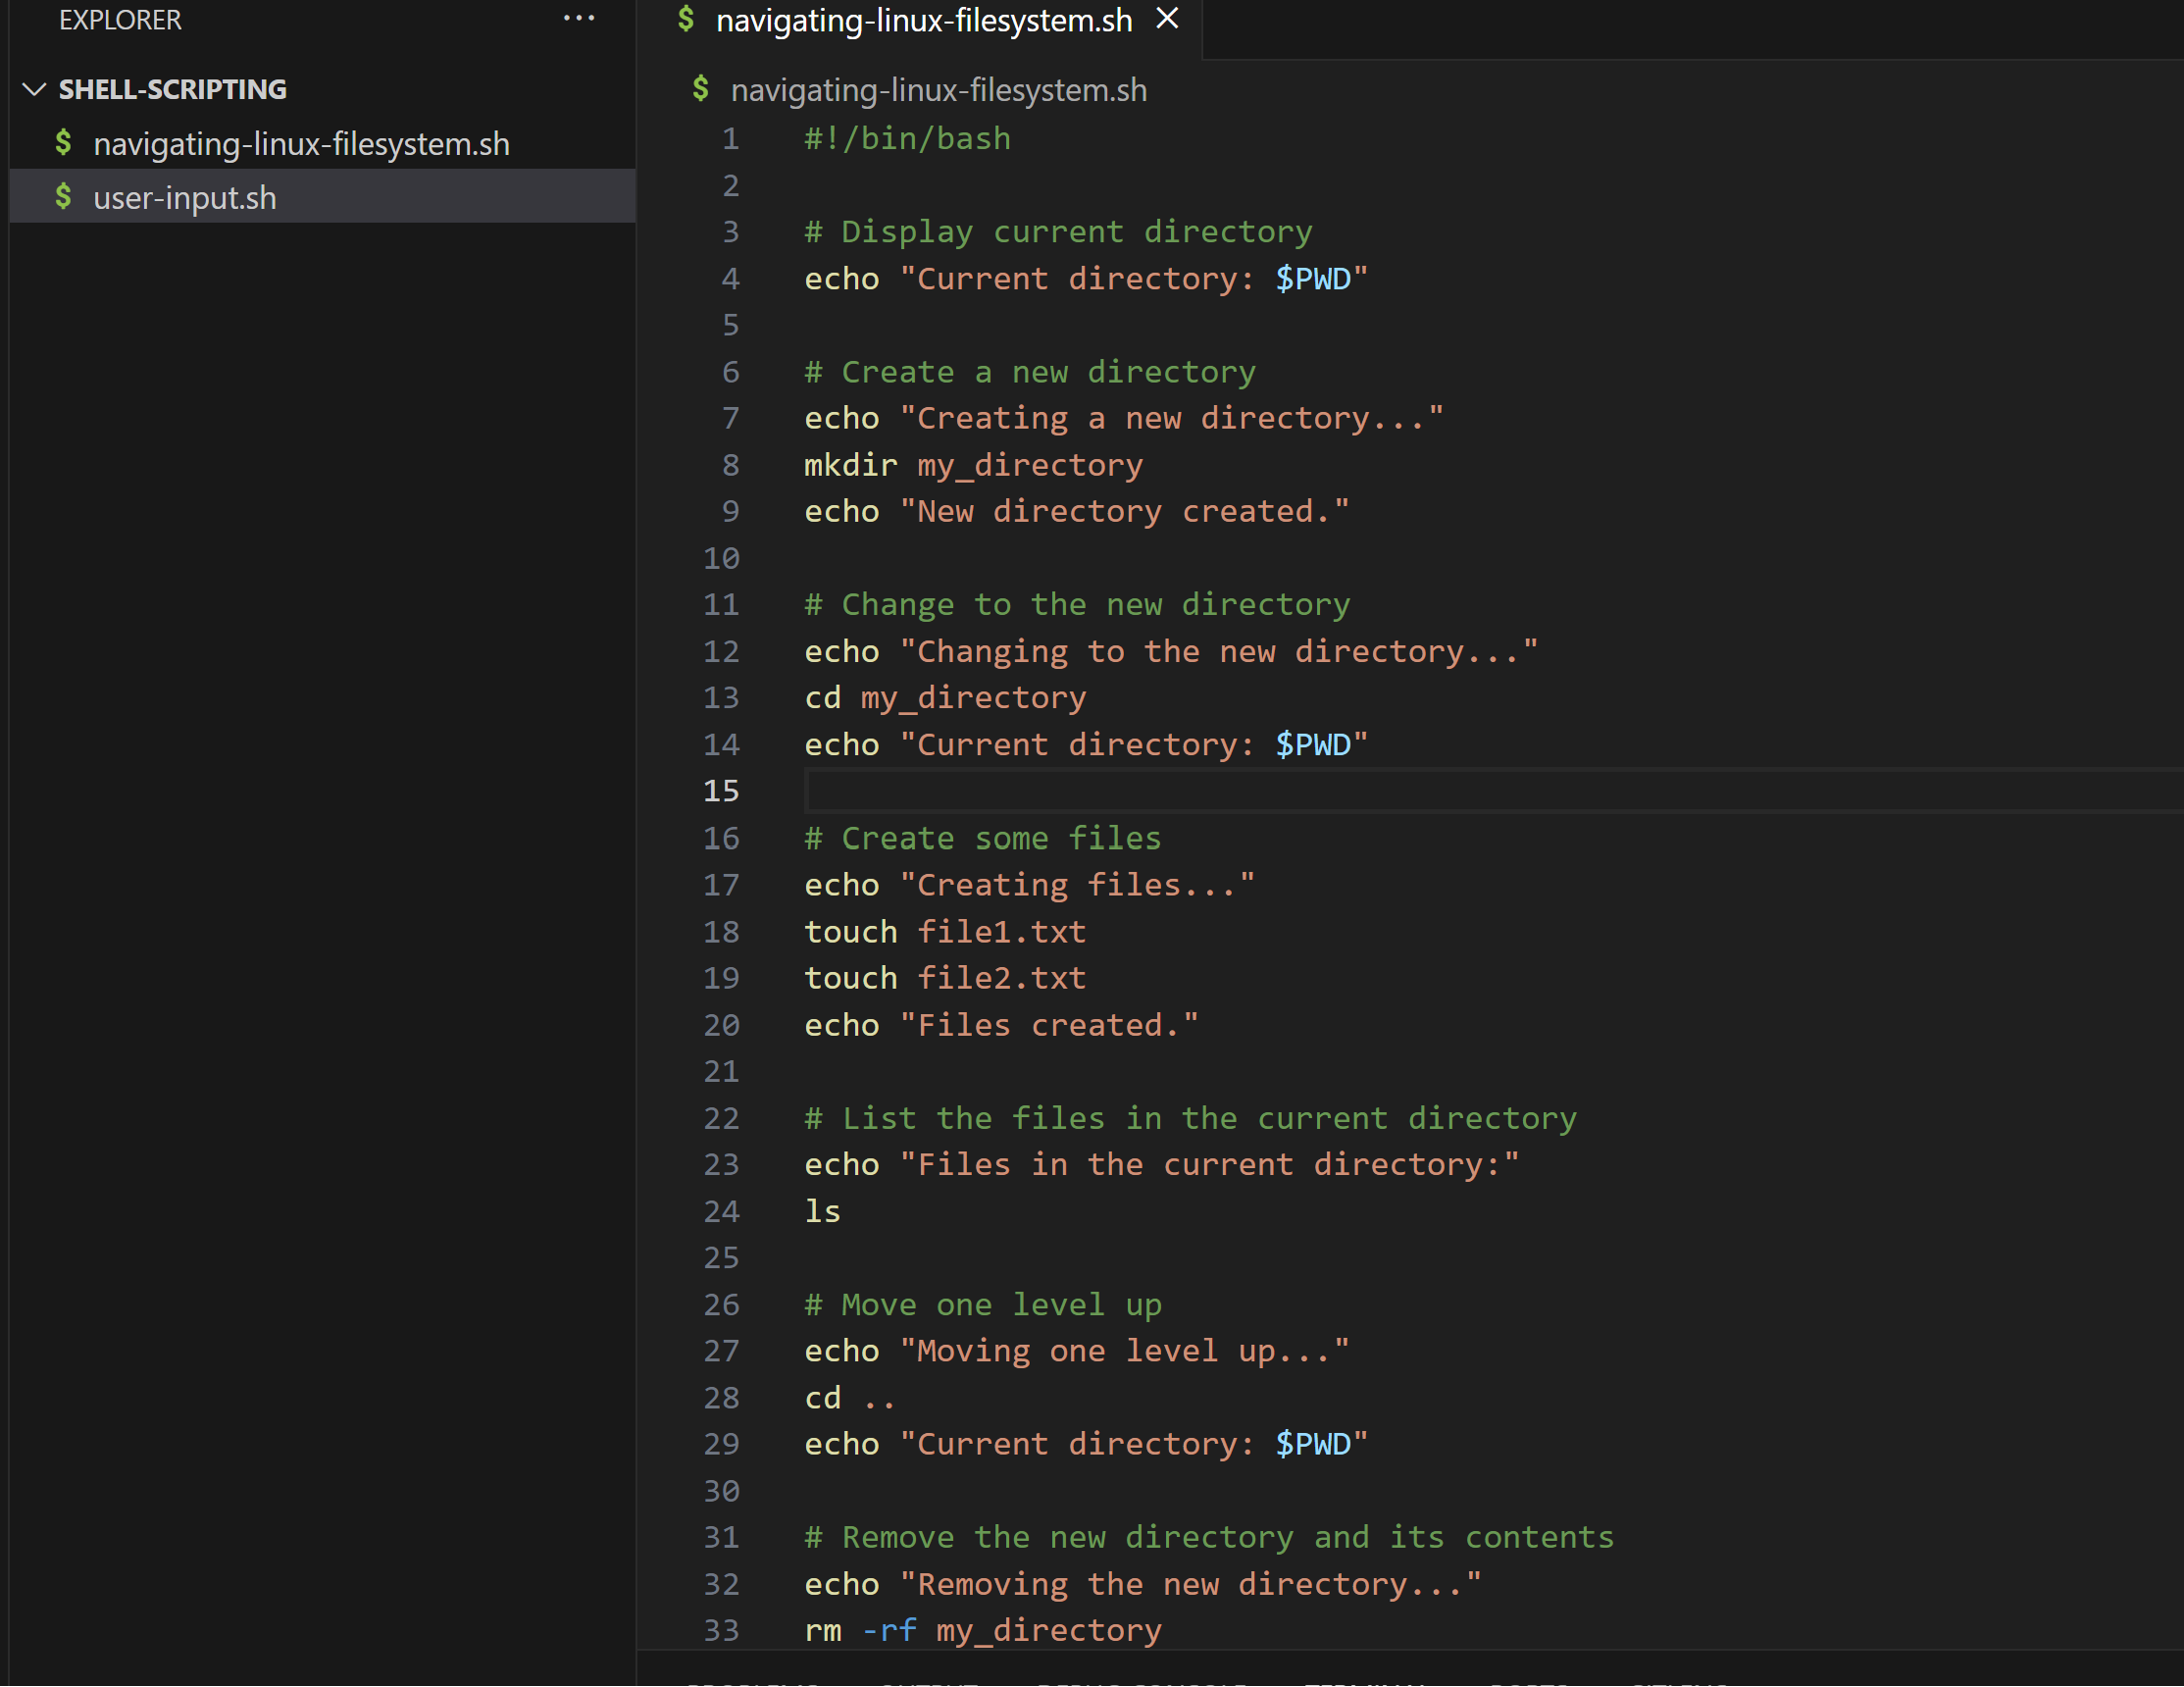 EXPLORER ...
SHELL-SCRIPTING
$ navigating-linux-filesystem.sh
$ user-input.sh
$ navigating-linux-filesystem.sh ×
$ navigating-linux-filesystem.sh
1 #!/bin/bash
2
3 # Display current directory
4 echo "Current directory: $PWD"
5
6 # Create a new directory
7 echo "Creating a new directory..."
8 mkdir my_directory
9 echo "New directory created."
10
11 # Change to the new directory
12 echo "Changing to the new directory..."
13 cd my_directory
14 echo "Current directory: $PWD"
15
16 # Create some files
17 echo "Creating files..."
18 touch file1.txt
19 touch file2.txt
20 echo "Files created."
21
22 # List the files in the current directory
23 echo "Files in the current directory:"
24 ls
25
26 # Move one level up
27 echo "Moving one level up..."
28 cd ..
29 echo "Current directory: $PWD"
30
31 # Remove the new directory and its contents
32 echo "Removing the new directory..."
33 rm -rf my_directory